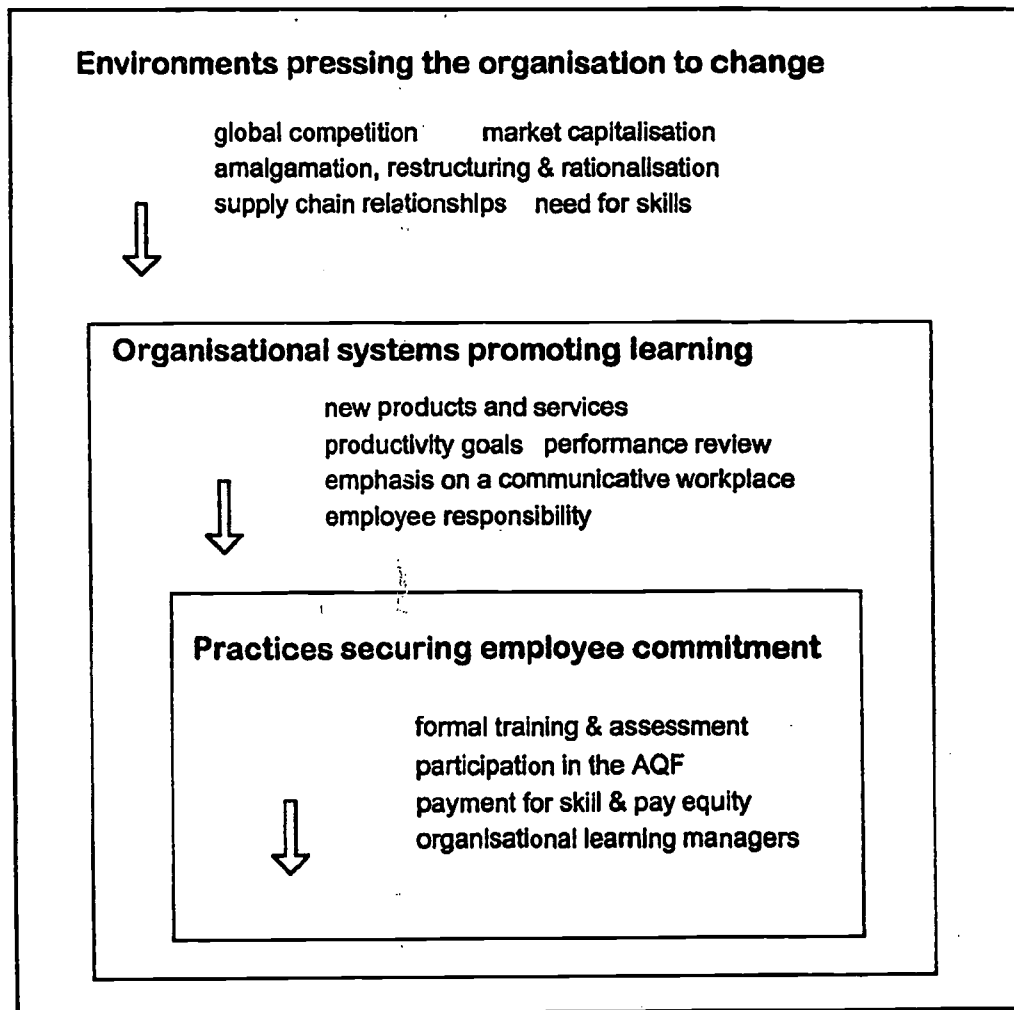 Environments pressing the organisation to change
global competition market capitalisation
amalgamation, restructuring & rationalisation
supply chain relationships need for skills
Organisational systems promoting learning
new products and services
productivity goals performance review
emphasis on a communicative workplace
employee responsibility
Practices securing employee commitment
formal training & assessment
participation in the AQF
payment for skill & pay equity
organisational learning managers